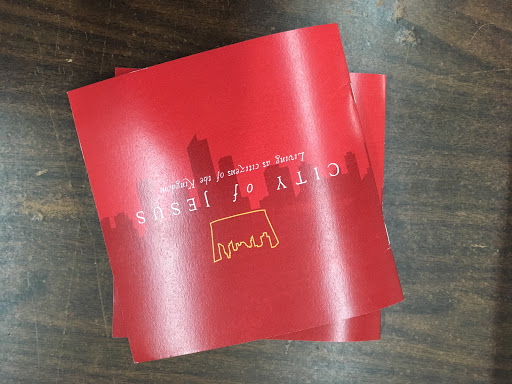 CITY of JESUS
Living as citizens of the Kingdom